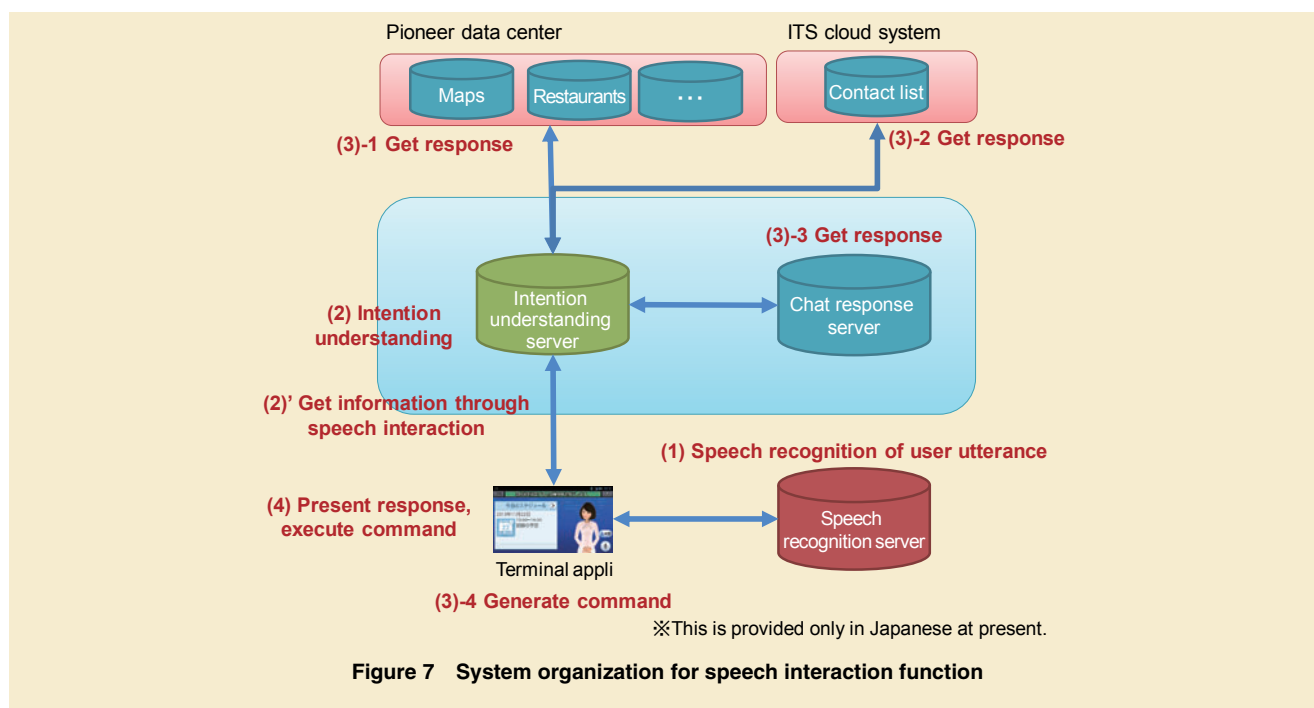 Pioneer data center
ITS cloud system
Maps
Restaurants
…
Contact list
(3)-1 Get response
(3)-2 Get response
(3)-3 Get response
Intention
understanding
server
Chat response
server
(2) Intention
understanding
(2)’ Get information through
speech interaction
(1) Speech recognition of user utterance
(4) Present response,
execute command
Speech
recognition server
Terminal appli
(3)-4 Generate command
※This is provided only in Japanese at present.
Figure 7 System organization for speech interaction function